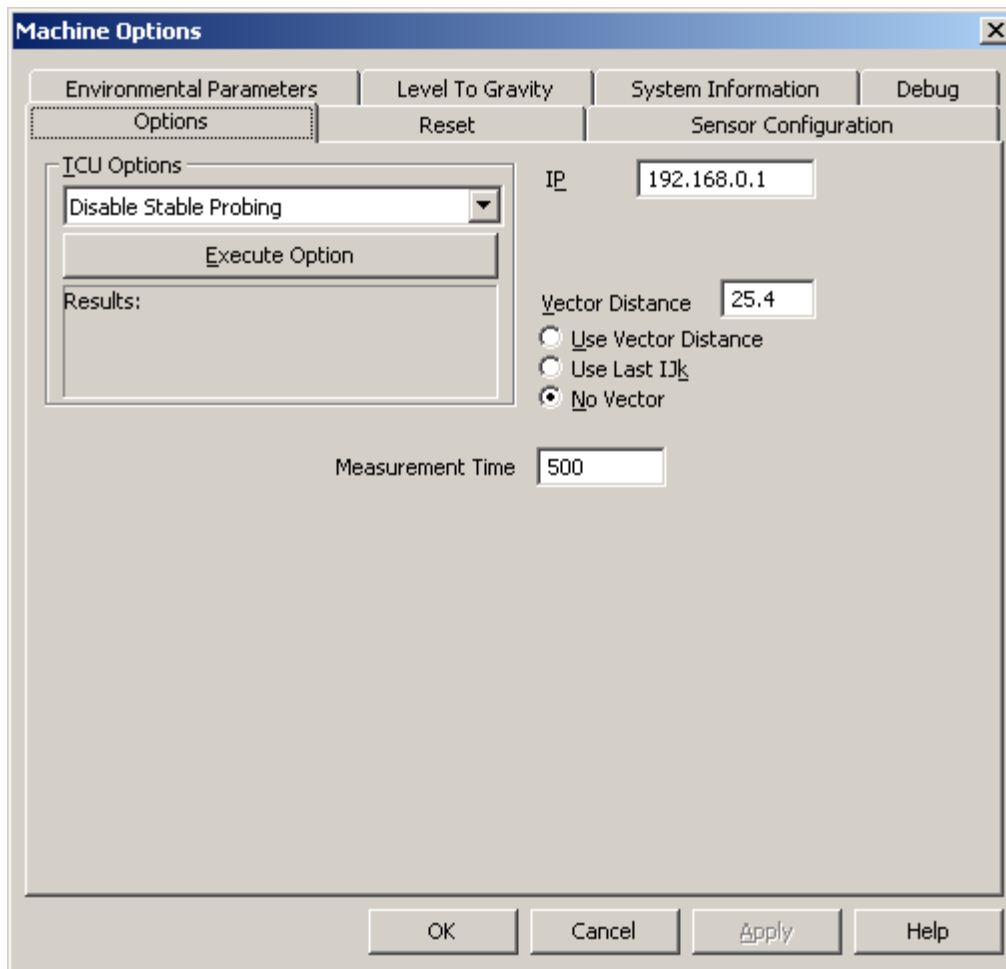 Machine Options
Environmental Parameters
Level To Gravity
System Information
Debug
Options
Reset
Sensor Configuration
TCU Options
Disable Stable Probing
Execute Option
Results:
IP
192.168.0.1
Vector Distance
25.4
Use Vector Distance
Use Last IJk
No Vector
Measurement Time
500
OK
Cancel
Apply
Help